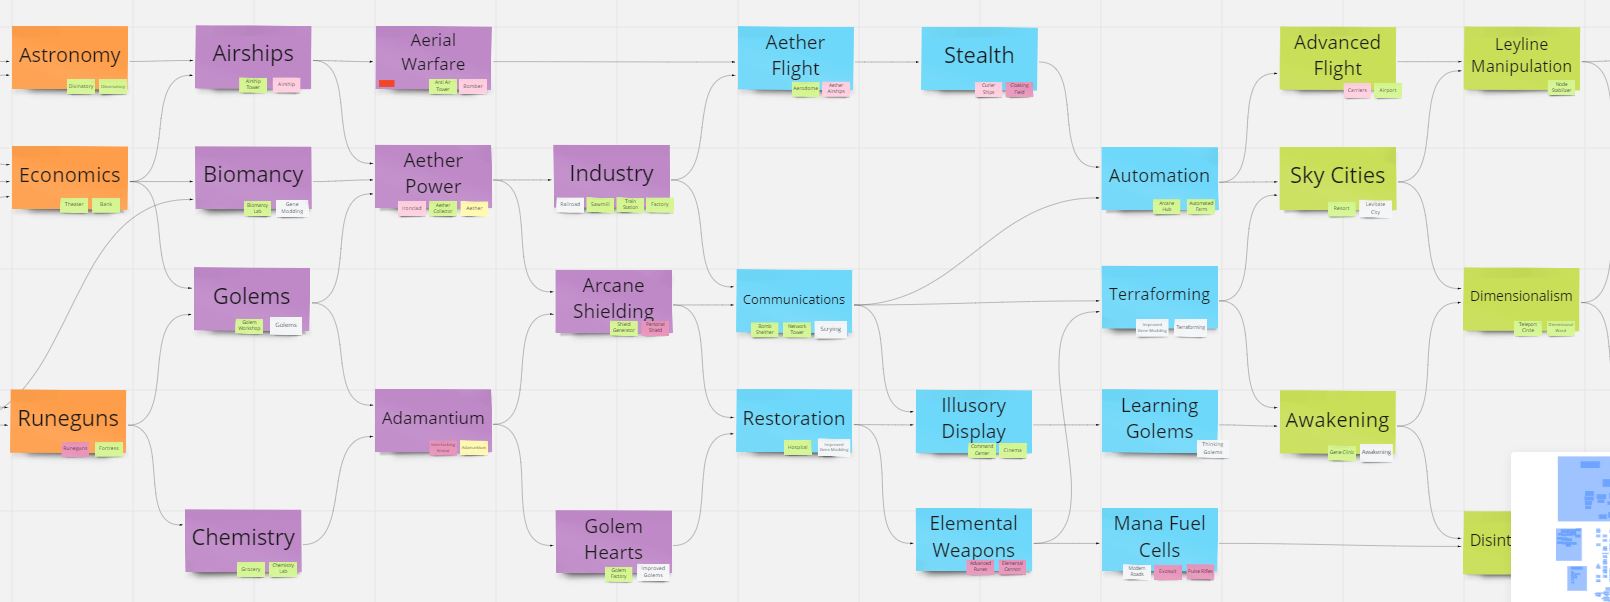 Astronomy
Divinatory
Observatory
Airships
Airship
Tower
Airship
Aerial
Warfare
Anti Air
Tower
Bomber
Aether
Flight
Aerodome
Aether
Airships
Stealth
Cutter
Ships
Cloaking
Field
Advanced
Flight
Carriers
Airport
Leyline
Manipulation
Node
Stabilizer
Economics
Theater
Bank
Biomancy
Biomancy
Lab
Gene
Modding
Aether
Power
Ironclad
Aether
Collector
Aether
Industry
Railroad
Sawmill
Train
Station
Factory
Automation
Arcane
Hub
Automated
Farm
Sky Cities
Resort
Levitate
City
Golems
Golem
Workshop
Golems
Arcane
Shielding
Shield
Generator
Personal
Shield
Communications
Bomb
Shelther
Network
Tower
Scrying
Terraforming
Improved
Gene Modding
Terraforming
Dimensionalism
Teleport
Circle
Dimensional
Ward
Runeguns
Runeguns
Fortress
Adamantium
Interlocking
Armor
Adamantium
Restoration
Hospital
Improved
Gene Modding
Illusory
Display
Command
Center
Cinema
Learning
Golems
Thinking
Golems
Awakening
Gene Clinic
Awakening
Chemistry
Grocery
Chemistry
Lab
Golem
Hearts
Golem
Factory
Improved
Golems
Elemental
Weapons
Advanced
Runes
Elemental
Cannon
Mana Fuel
Cells
Modern
Roads
Exosuit
Pulse Rifles
Disint